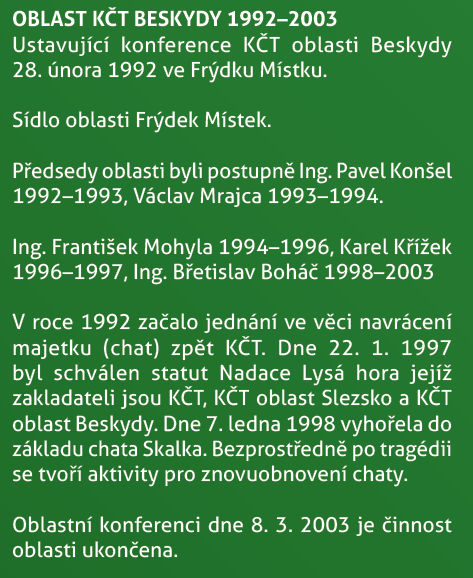 OBLAST KČT BESKYDY 1992–2003
Ustavující konference KČT oblasti Beskydy
28. února 1992 ve Frýdku Místku.
Sídlo oblasti Frýdek Místek.
Předsedy oblasti byli postupně Ing. Pavel Konšel
1992–1993, Václav Mrajca 1993–1994.
Ing. František Mohyla 1994–1996, Karel Křížek
1996–1997, Ing. Břetislav Boháč 1998–2003
V roce 1992 začalo jednání ve věci navrácení
majetku (chat) zpět KČT. Dne 22. 1. 1997
byl schválen statut Nadace Lysá hora jejíž
zakladateli jsou KČT, KČT oblast Slezsko a KČT
oblast Beskydy. Dne 7. ledna 1998 vyhořela do
základu chata Skalka. Bezprostředně po tragédii
se tvoří aktivity pro znovuobnovení chaty.
Oblastní konferenci dne 8. 3. 2003 je činnost
oblasti ukončena.